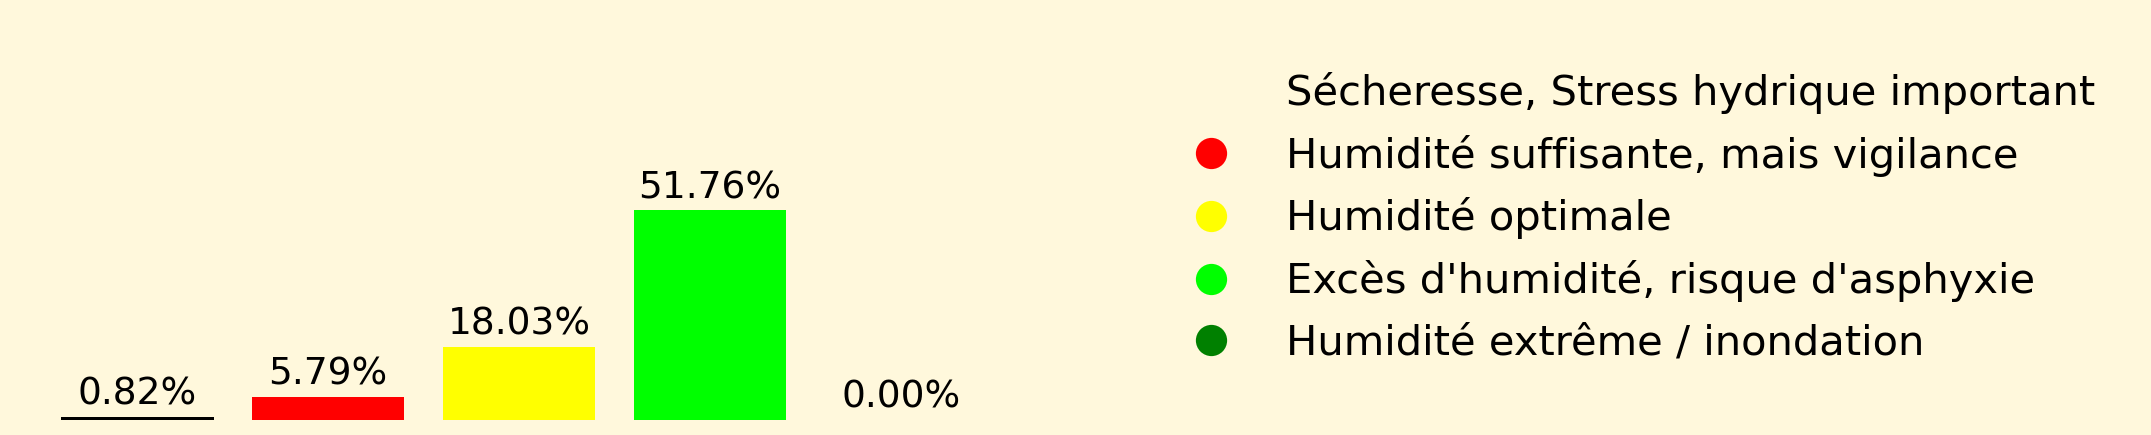 0.82%
5.79%
18.03%
51.76%
0.00%
Sécheresse, Stress hydrique important
Humidité suffisante, mais vigilance
Humidité optimale
Excès d'humidité, risque d'asphyxie
Humidité extrême / inondation